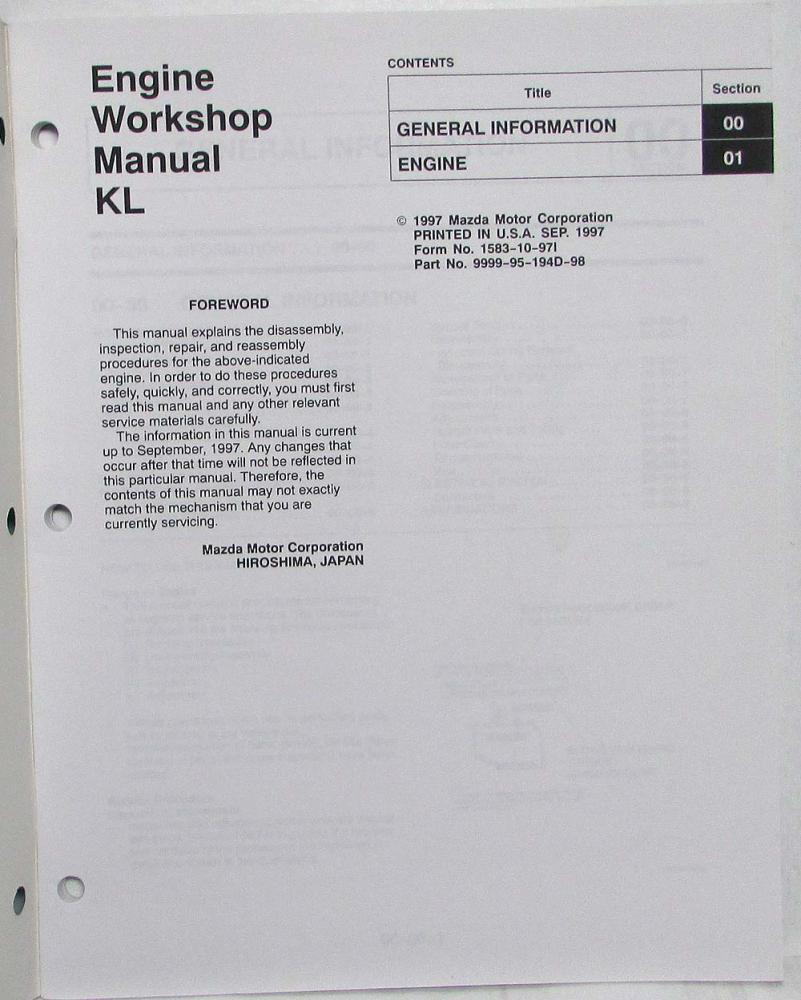 Engine
Workshop
Manual
KL
CONTENTS
Title Section
GENERAL INFORMATION 00
ENGINE 01
© 1997 Mazda Motor Corporation
PRINTED IN U.S.A. SEP. 1997
Form No. 1583-10-97I
Part No. 9999-95-194D-98
FOREWORD
This manual explains the disassembly,
inspection, repair, and reassembly
procedures for the above-indicated
engine. In order to do these procedures
safely, quickly, and correctly, you must first
read this manual and any other relevant
service materials carefully.
The information in this manual is current
up to September, 1997. Any changes that
occur after that time will not be reflected in
this particular manual. Therefore, the
contents of this manual may not exactly
match the mechanism that you are
currently servicing.
Mazda Motor Corporation
HIROSHIMA, JAPAN